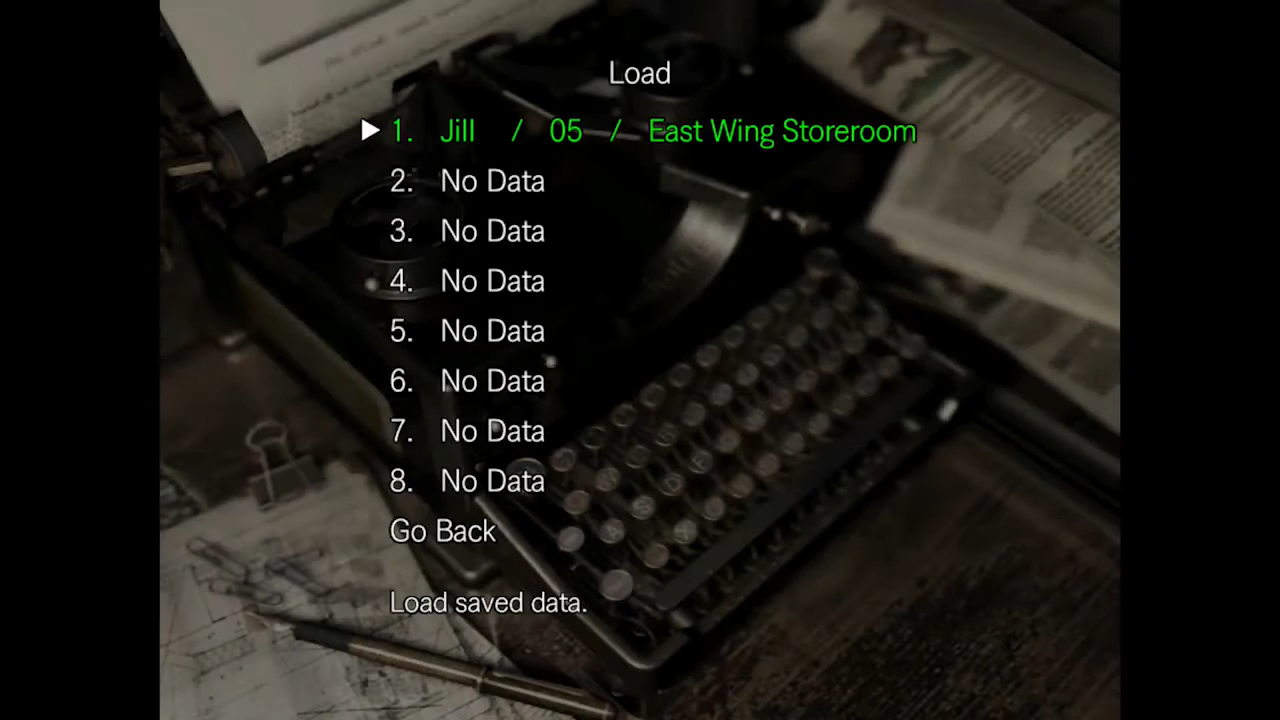 Load
1. Jill / 05 / East Wing Storeroom
2. No Data
3. No Data
4. No Data
5. No Data
6. No Data
7. No Data
8. No Data
Go Back
Load saved data.